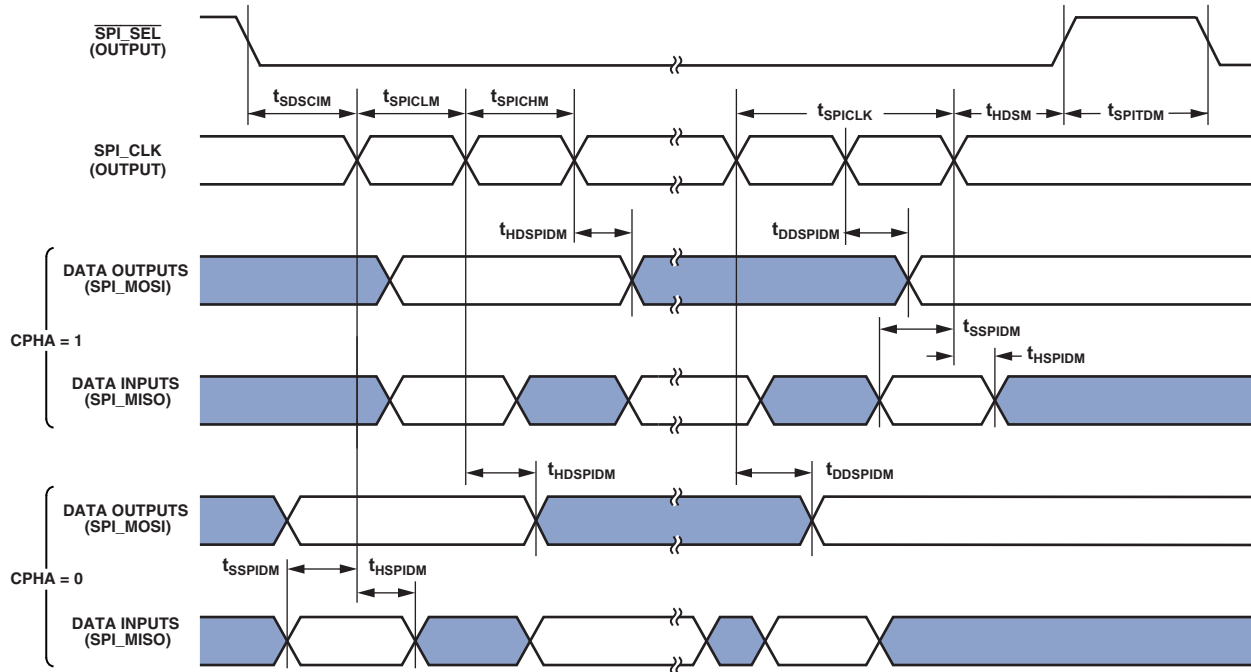 SPI_SEL
(OUTPUT)
tSDSCIM
tSPICLM
tSPICHM
tSPICLK
tHDSM
tSPITDM
SPI_CLK
(OUTPUT)
tHDSPIDM
tDDSPIDM
DATA OUTPUTS
(SPI_MOSI)
CPHA = 1
tSSPIDM
tHSPIDM
DATA INPUTS
(SPI_MISO)
tHDSPIDM
tDDSPIDM
DATA OUTPUTS
(SPI_MOSI)
CPHA = 0
tSSPIDM
tHSPIDM
DATA INPUTS
(SPI_MISO)